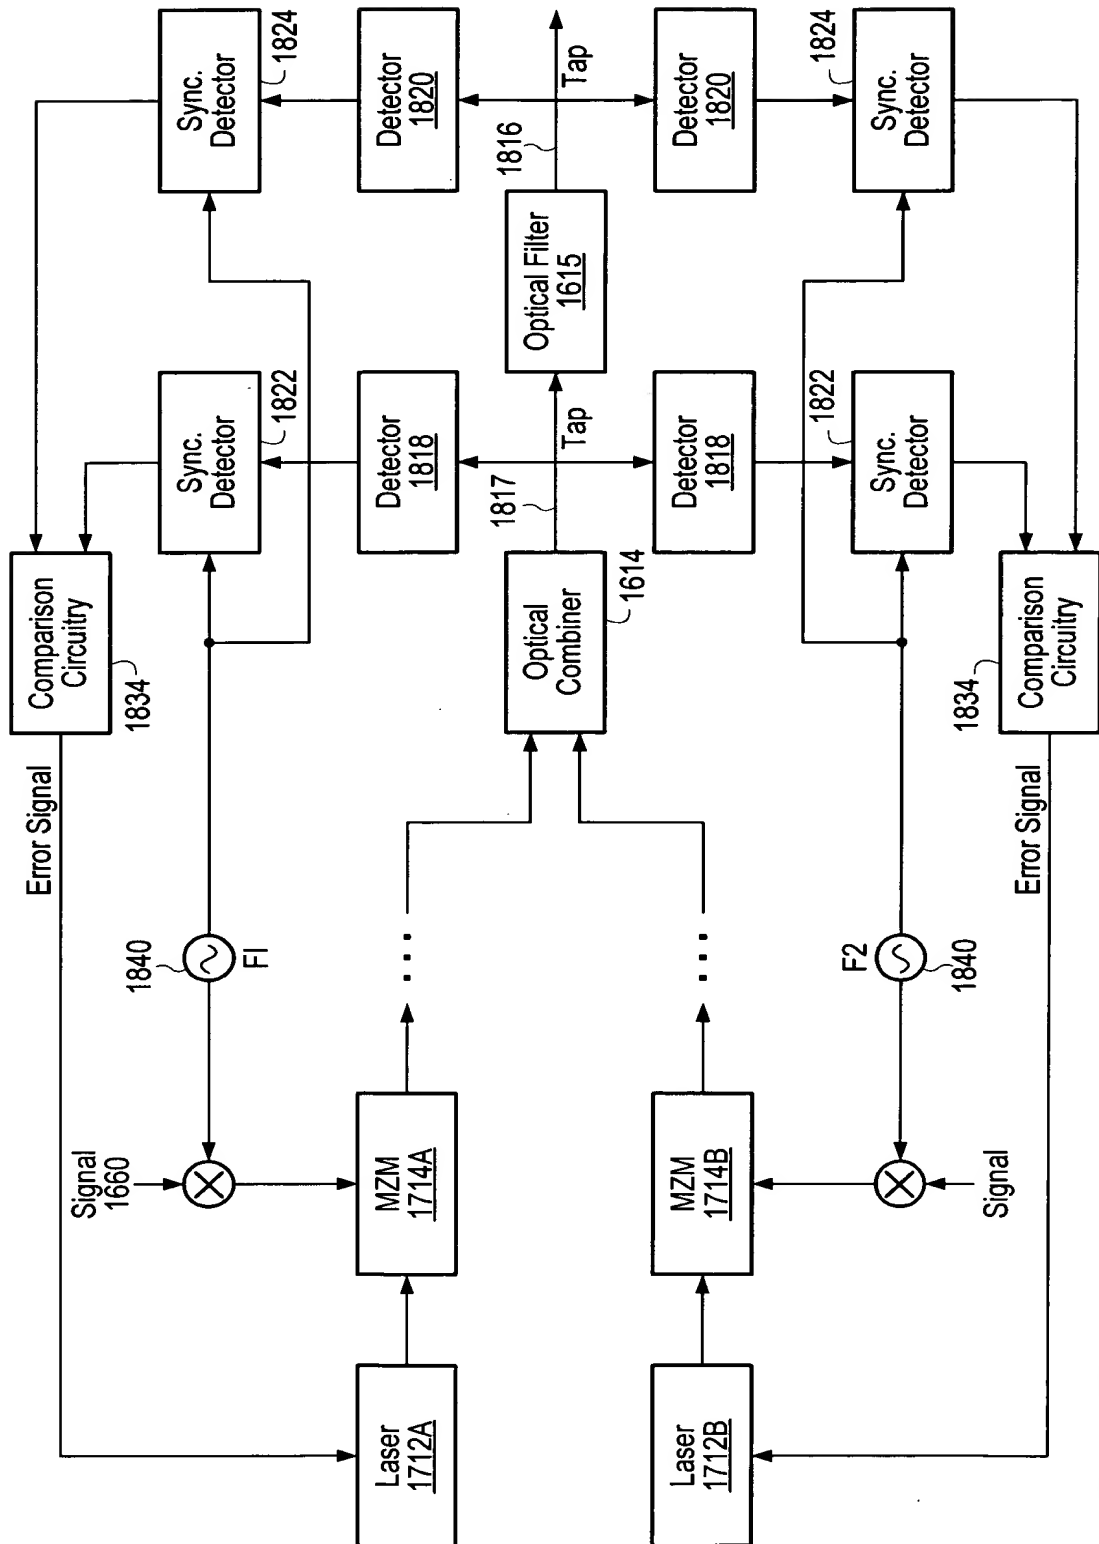 Sync.
Detector
1824
Detector
1820
1816
Tap
Detector
1820
1824
Sync.
Detector
Optical Filter
1615
Sync.
Detector
1822
Detector
1818
1817
Tap
Detector
1818
1822
Sync.
Detector
Comparison
Circuitry
1834
Optical
Combiner
1614
1834
Comparison
Circuitry
Error Signal
Error Signal
1840
F1
F2
1840
Signal
1660
MZM
1714A
MZM
1714B
Signal
Laser
1712A
Laser
1712B